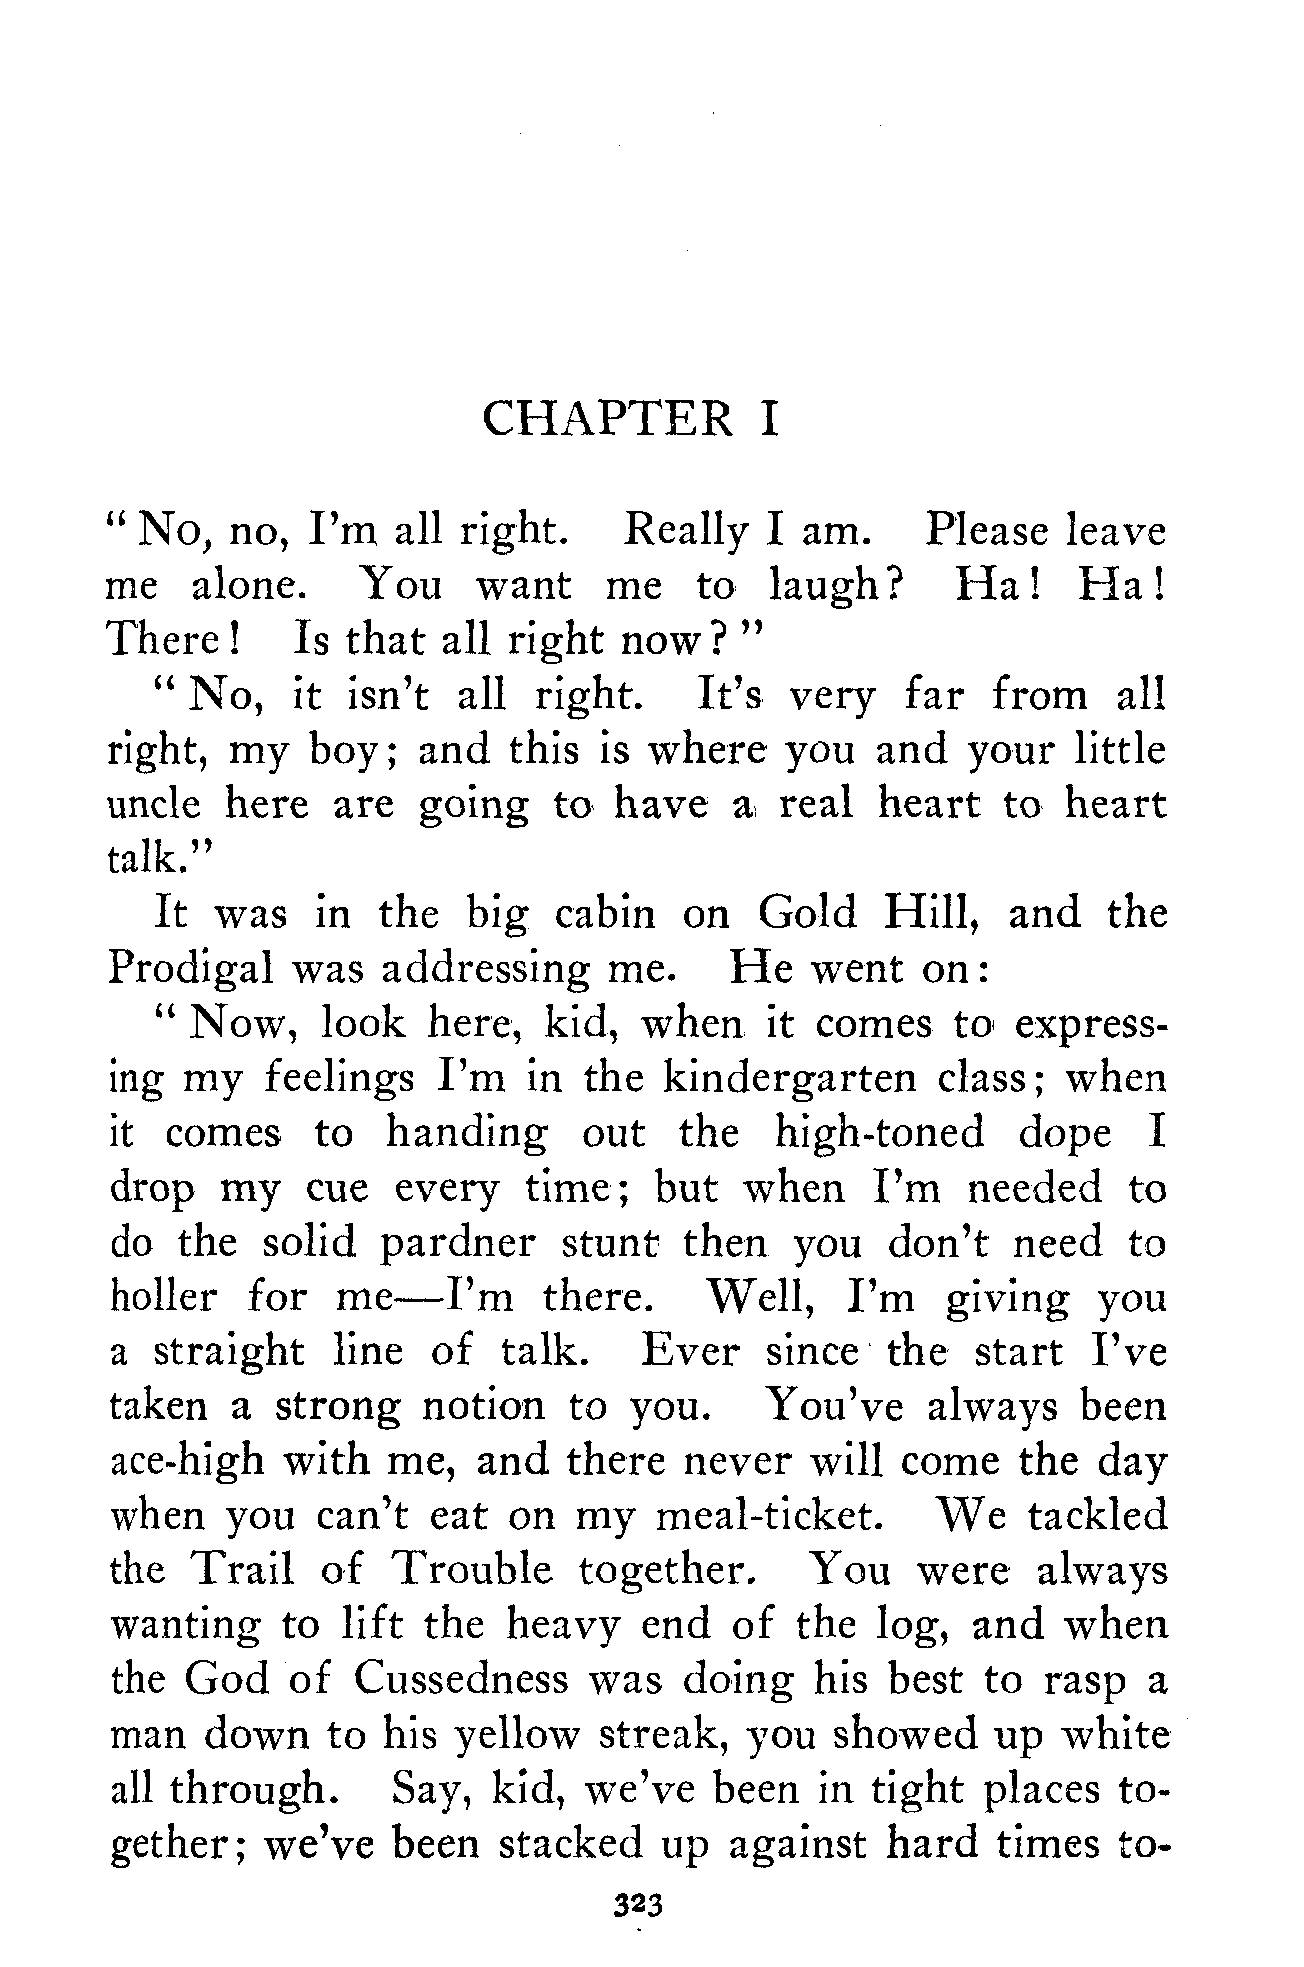 CHAPTER I
“ No, no, I’m all right. Really I am. Please leave
me alone. You want me to laugh? Ha! Ha!
There! Is that all right now? ”
“ No, it isn’t all right. It’s very far from all
right, my boy; and this is where you and your little
uncle here are going to have a real heart to heart
talk.”
It was in the big cabin on Gold Hill, and the
Prodigal was addressing me. He went on:
“ Now, look here, kid, when it comes to express-
ing my feelings I’m in the kindergarten class; when
it comes to handing out the high-toned dope I
drop my cue every time; but when I’m needed to
do the solid pardner stunt then you don’t need to
holler for me—I’m there. Well, I’m giving you
a straight line of talk. Ever since the start I’ve
taken a strong notion to you. You’ve always been
ace-high with me, and there never will come the day
when you can’t eat on my meal-ticket. We tackled
the Trail of Trouble together. You were always
wanting to lift the heavy end of the log, and when
the God of Cussedness was doing his best to rasp a
man down to his yellow streak, you showed up white
all through. Say, kid, we’ve been in tight places to-
gether; we’ve been stacked up against hard times to-
323